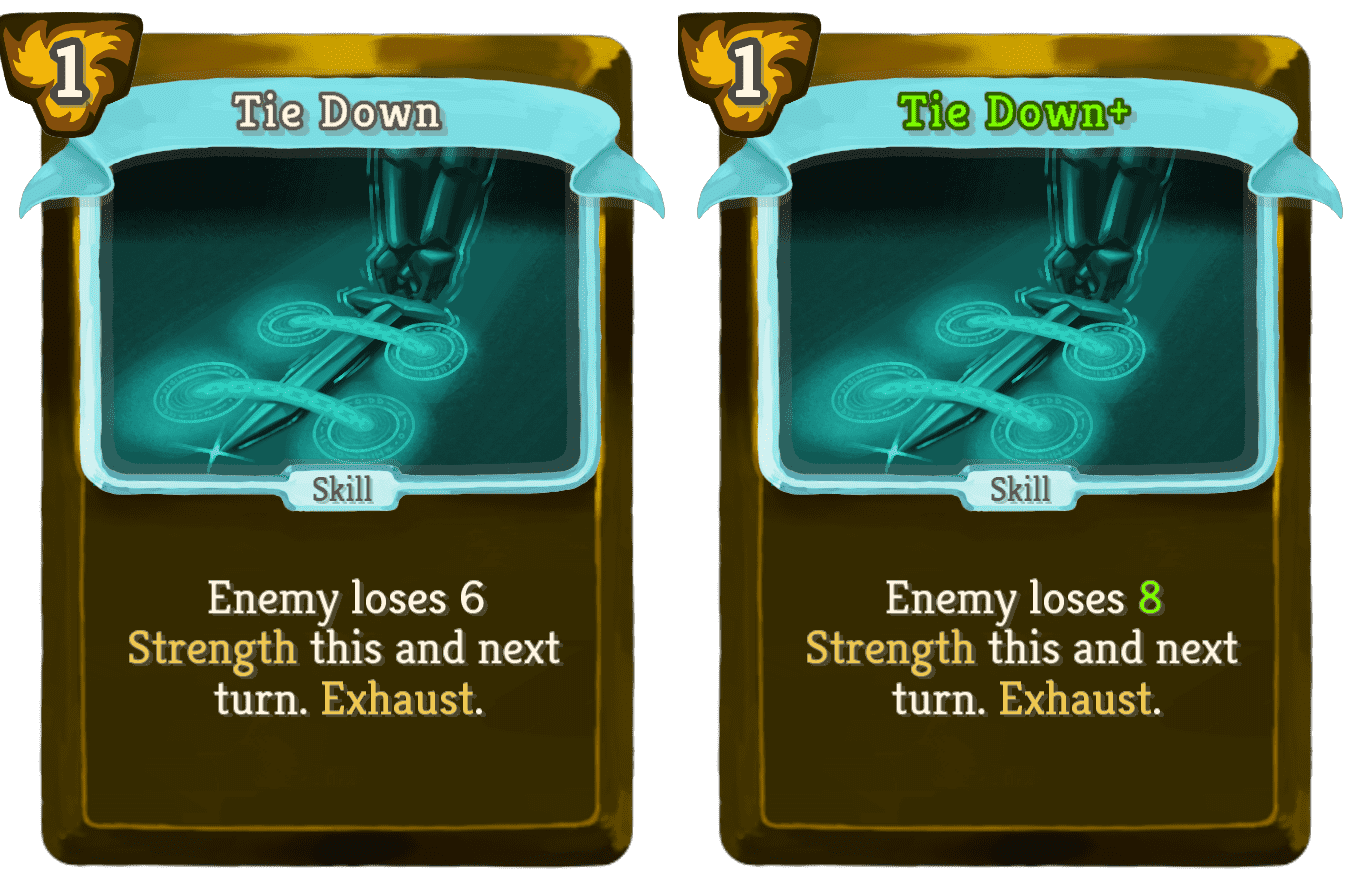 1
Tie Down
Skill
Enemy loses 6
Strength this and next
turn. Exhaust.
1
Tie Down+
Skill
Enemy loses 8
Strength this and next
turn. Exhaust.